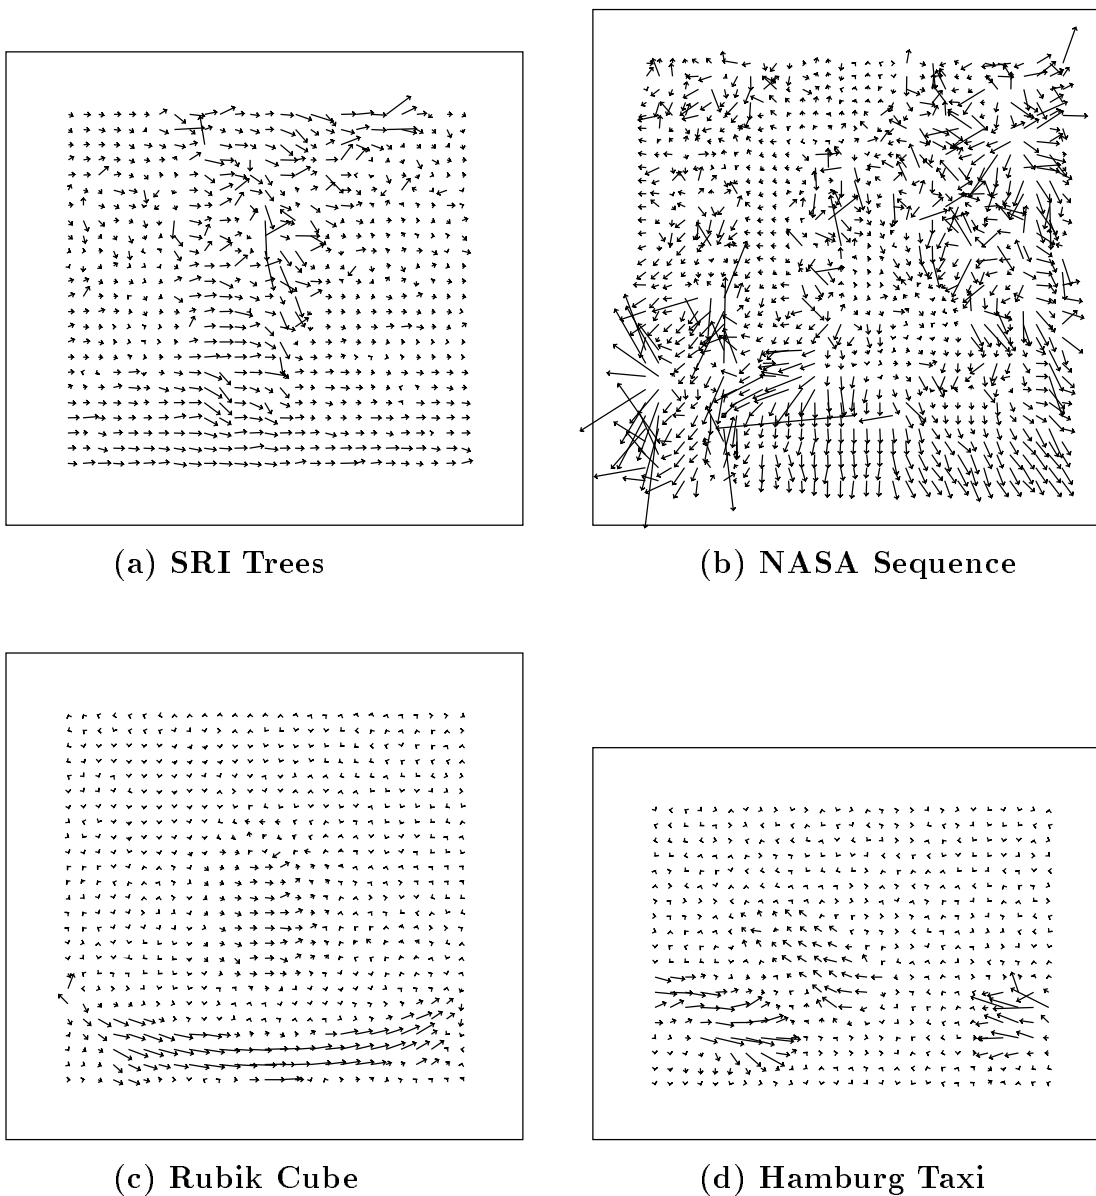 (a) SRI Trees
(b) NASA Sequence
(c) Rubik Cube
(d) Hamburg Taxi